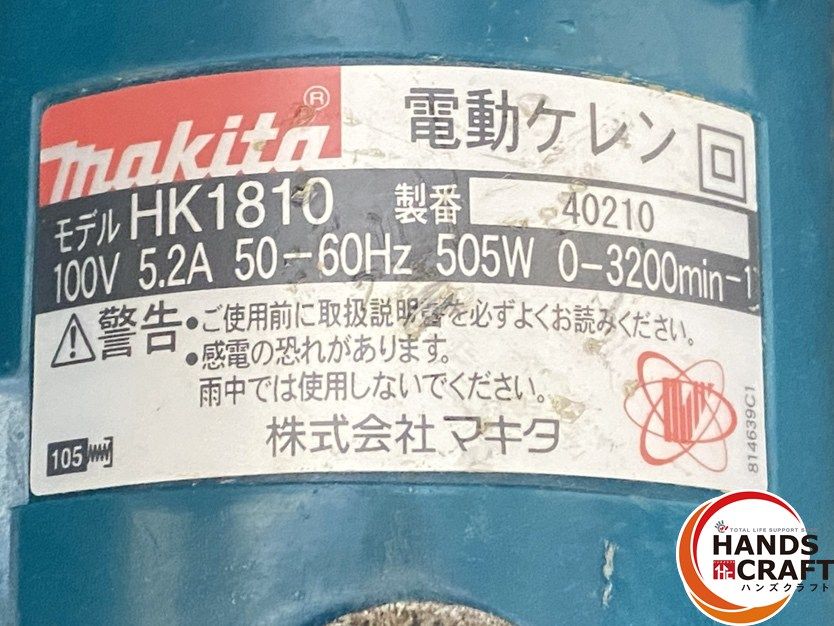 makita®
電動ケレン
モデル HK1810 製番 40210
100V 5.2A 50-60Hz 505W 0-3200min-1
警告
•ご使用前に取扱説明書を必ずよくお読みください。
•感電の恐れがあります。
雨中では使用しないでください。
株式会社 マキタ
105
814639C1
TOTAL LIFE SUPPORT
HANDS
CRAFT
ハンズクラフト